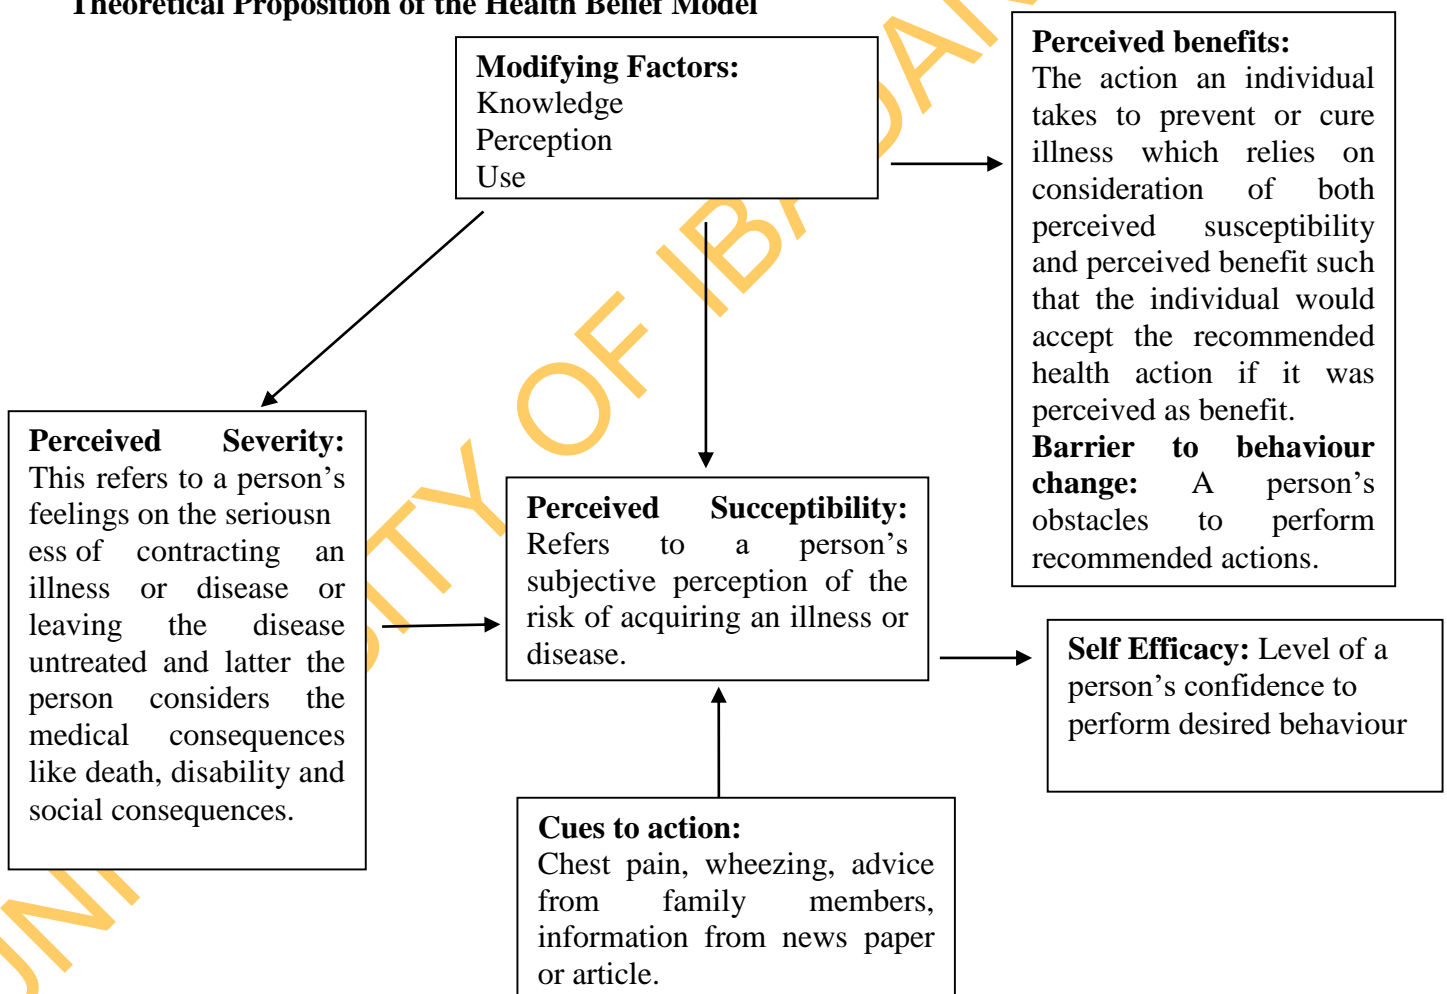 Theoretical Proposition of the Health Belief Model
Modifying Factors:
Knowledge
Perception
Use
Perceived benefits:
The action an individual
takes to prevent or cure
illness which relies on
consideration of both
perceived susceptibility
and perceived benefit such
that the individual would
accept the recommended
health action if it was
perceived as benefit.
Barrier to behaviour
change: A person’s
obstacles to perform
recommended actions.
Perceived Severity:
This refers to a person’s
feelings on the seriousn
ess of contracting an
illness or disease or
leaving the disease
untreated and latter the
person considers the
medical consequences
like death, disability and
social consequences.
Perceived Succeptibility:
Refers to a person’s
subjective perception of the
risk of acquiring an illness or
disease.
Self Efficacy: Level of a
person’s confidence to
perform desired behaviour
Cues to action:
Chest pain, wheezing, advice
from family members,
information from news paper
or article.